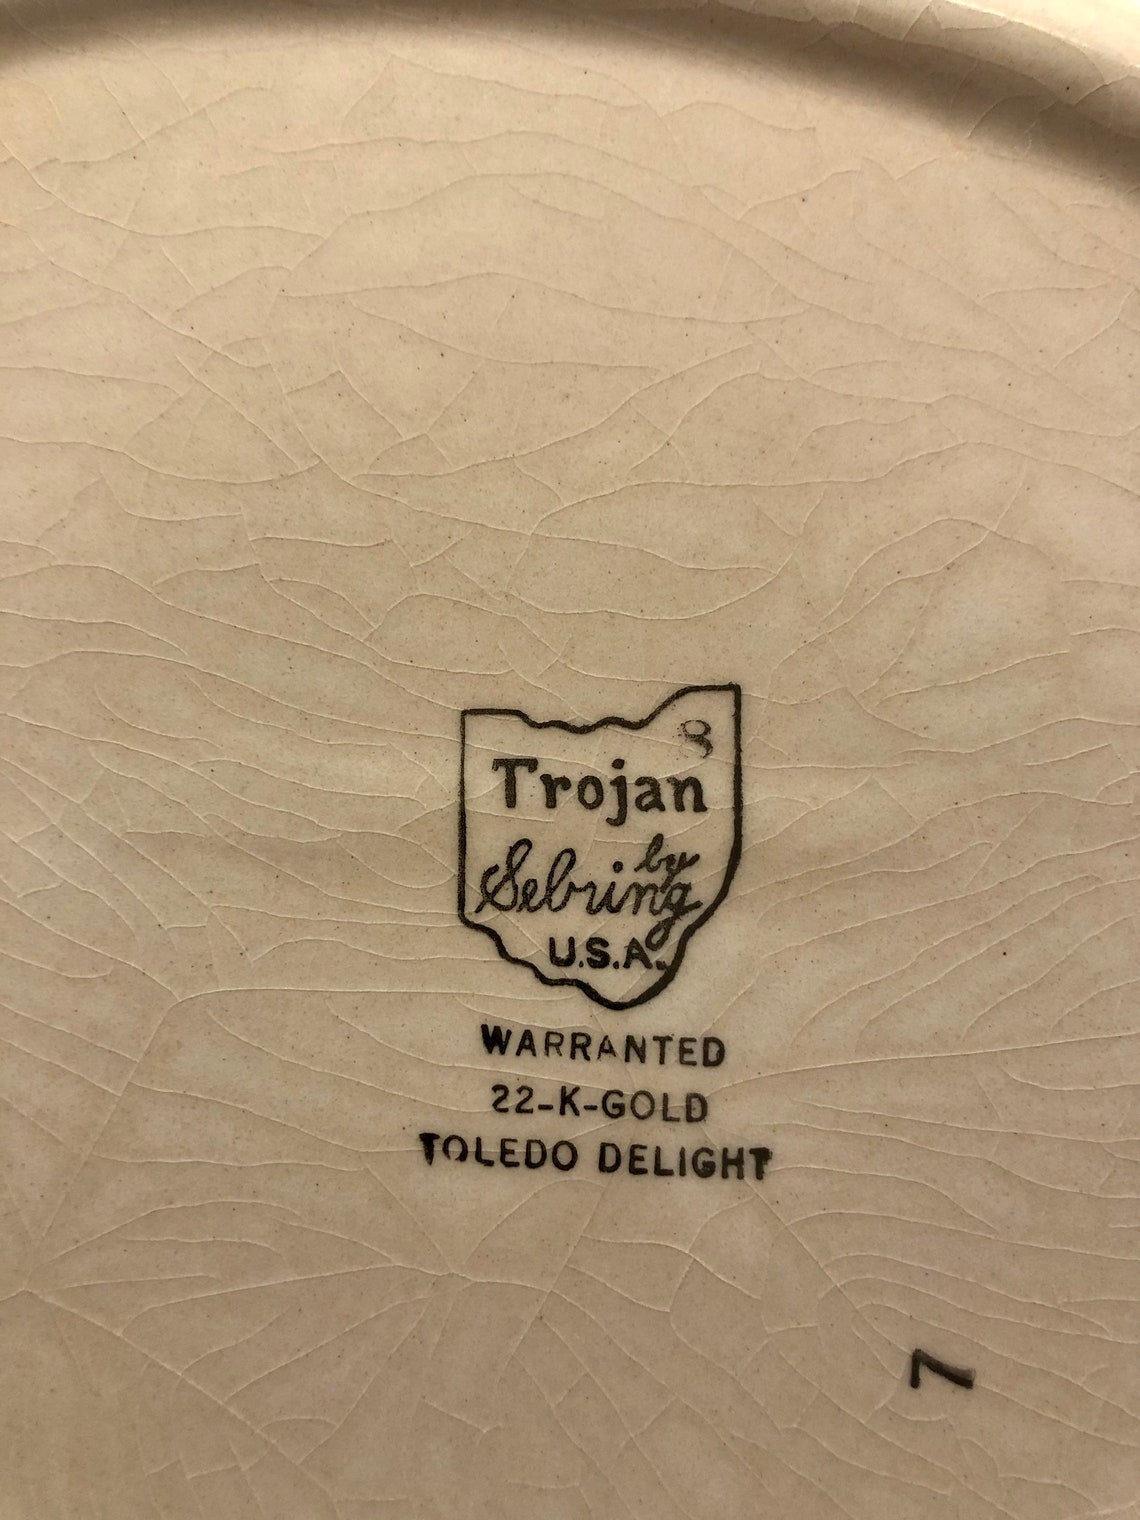 8
Trojan
by
Sebring
U.S.A.
WARRANTED
22-K-GOLD
TOLEDO DELIGHT
7